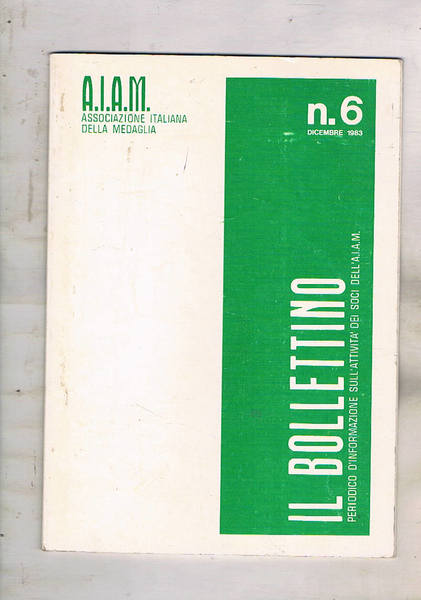 A.I.A.M.
ASSOCIAZIONE ITALIANA
DELLA MEDAGLIA
n.6
DICEMBRE 1983
IL BOLLETTINO
PERIODICO D'INFORMAZIONE SULL'ATTIVITA' DEI SOCI DELL'A.I.A.M.